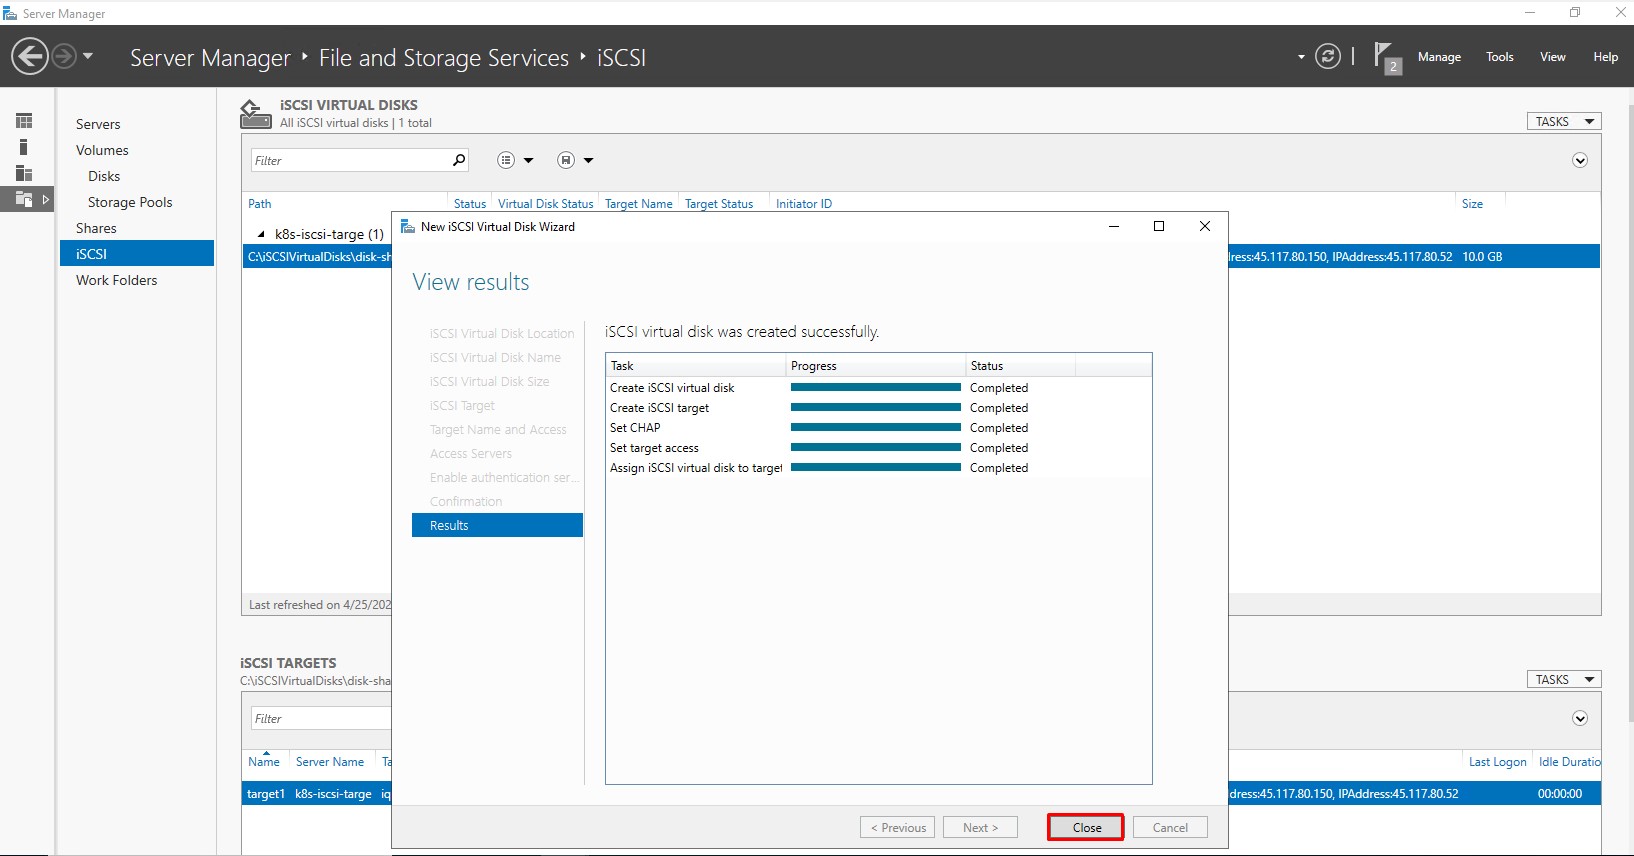 Server Manager
Server Manager ‣ File and Storage Services ‣ iSCSI
2
Manage
Tools
View
Help
Servers
Volumes
Disks
Storage Pools
Shares
iSCSI
Work Folders
iSCSI VIRTUAL DISKS
All iSCSI virtual disks | 1 total
TASKS
Filter
Path Status Virtual Disk Status Target Name Target Status Initiator ID Size
k8s-iscsi-targe (1)
C:\iSCSIVirtualDisks\disk-sh
ress:45.117.80.150, IPAddress:45.117.80.52 10.0 GB
Last refreshed on 4/25/202
New iSCSI Virtual Disk Wizard
View results
iSCSI Virtual Disk Location
iSCSI Virtual Disk Name
iSCSI Virtual Disk Size
iSCSI Target
Target Name and Access
Access Servers
Enable authentication ser...
Confirmation
Results
iSCSI virtual disk was created successfully.
Task Progress Status
Create iSCSI virtual disk Completed
Create iSCSI target Completed
Set CHAP Completed
Set target access Completed
Assign iSCSI virtual disk to target Completed
< Previous
Next >
Close
Cancel
iSCSI TARGETS
C:\iSCSIVirtualDisks\disk-sha
TASKS
Filter
Name Server Name Ta Last Logon Idle Duratio
target1 k8s-iscsi-targe iq dress:45.117.80.150, IPAddress:45.117.80.52 00:00:00